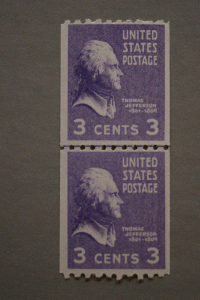 UNITED
STATES
POSTAGE
THOMAS
JEFFERSON
1801-1809
3 CENTS 3
UNITED
STATES
POSTAGE
THOMAS
JEFFERSON
1801-1809
3 CENTS 3